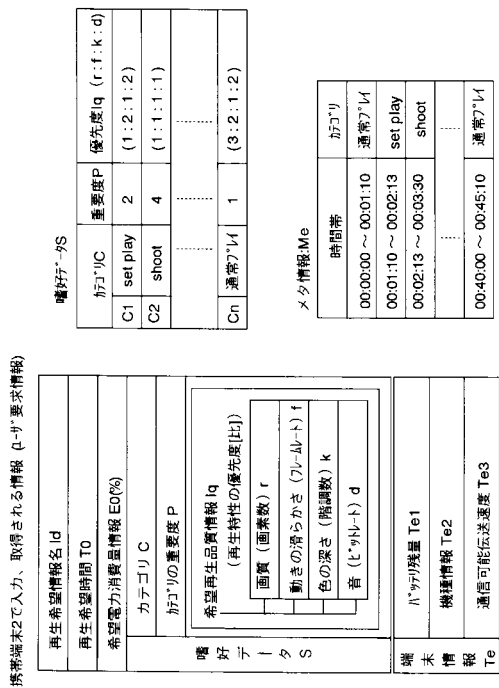 携帯端末2で入力、取得される情報 (ユーザ要求情報)
再生希望情報名 Id
再生希望時間 T0
希望電力消費量情報 E0(%)
嗜好データS
カテゴリ C
カテゴリの重要度 P
希望再生品質情報 Iq
(再生特性の優先度[比])
画質 (画素数) r
動きの滑らかさ (フレームレート) f
色の深さ (階調数) k
音 (ビットレート) d
端末情報 Te
バッテリ残量 Te1
機種情報 Te2
通信可能伝送速度 Te3
嗜好データS
カテゴリC 重要度P 優先度Iq (r : f : k : d)
C1 set play 2 (1 : 2 : 1 : 2)
C2 shoot 4 (1 : 1 : 1 : 1)
......... ......... .........
Cn 通常プレイ 1 (3 : 2 : 1 : 2)
メタ情報:Me
時間帯 カテゴリ
00:00:00 ～ 00:01:10 通常プレイ
00:01:10 ～ 00:02:13 set play
00:02:13 ～ 00:03:30 shoot
......... .........
00:40:00 ～ 00:45:10 通常プレイ